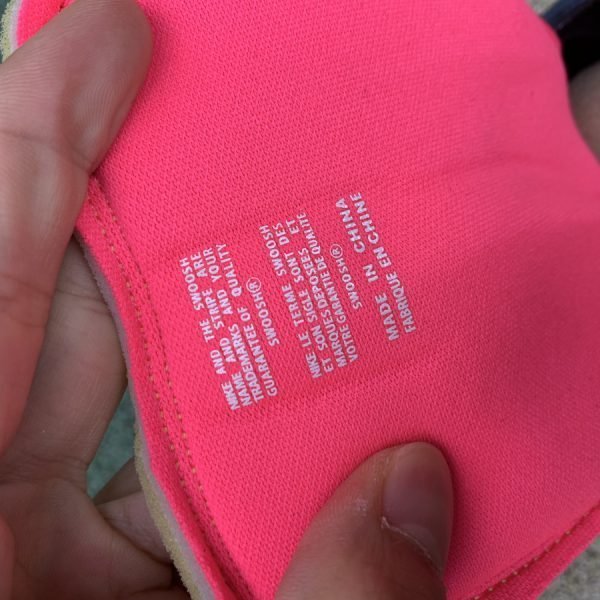 NIKE AND THE SWOOSH
NAME AND STRIPE ARE
TRADEMARKS AND YOUR
GUARANTEE OF QUALITY
SWOOSH®
NIKE LE TERME SWOOSH
ET SON SIGLE SONT DES
MARQUES DEPOSEES ET
VOTRE GARANTIE DE QUALITE
SWOOSH®
MADE IN CHINA
FABRIQUE EN CHINE